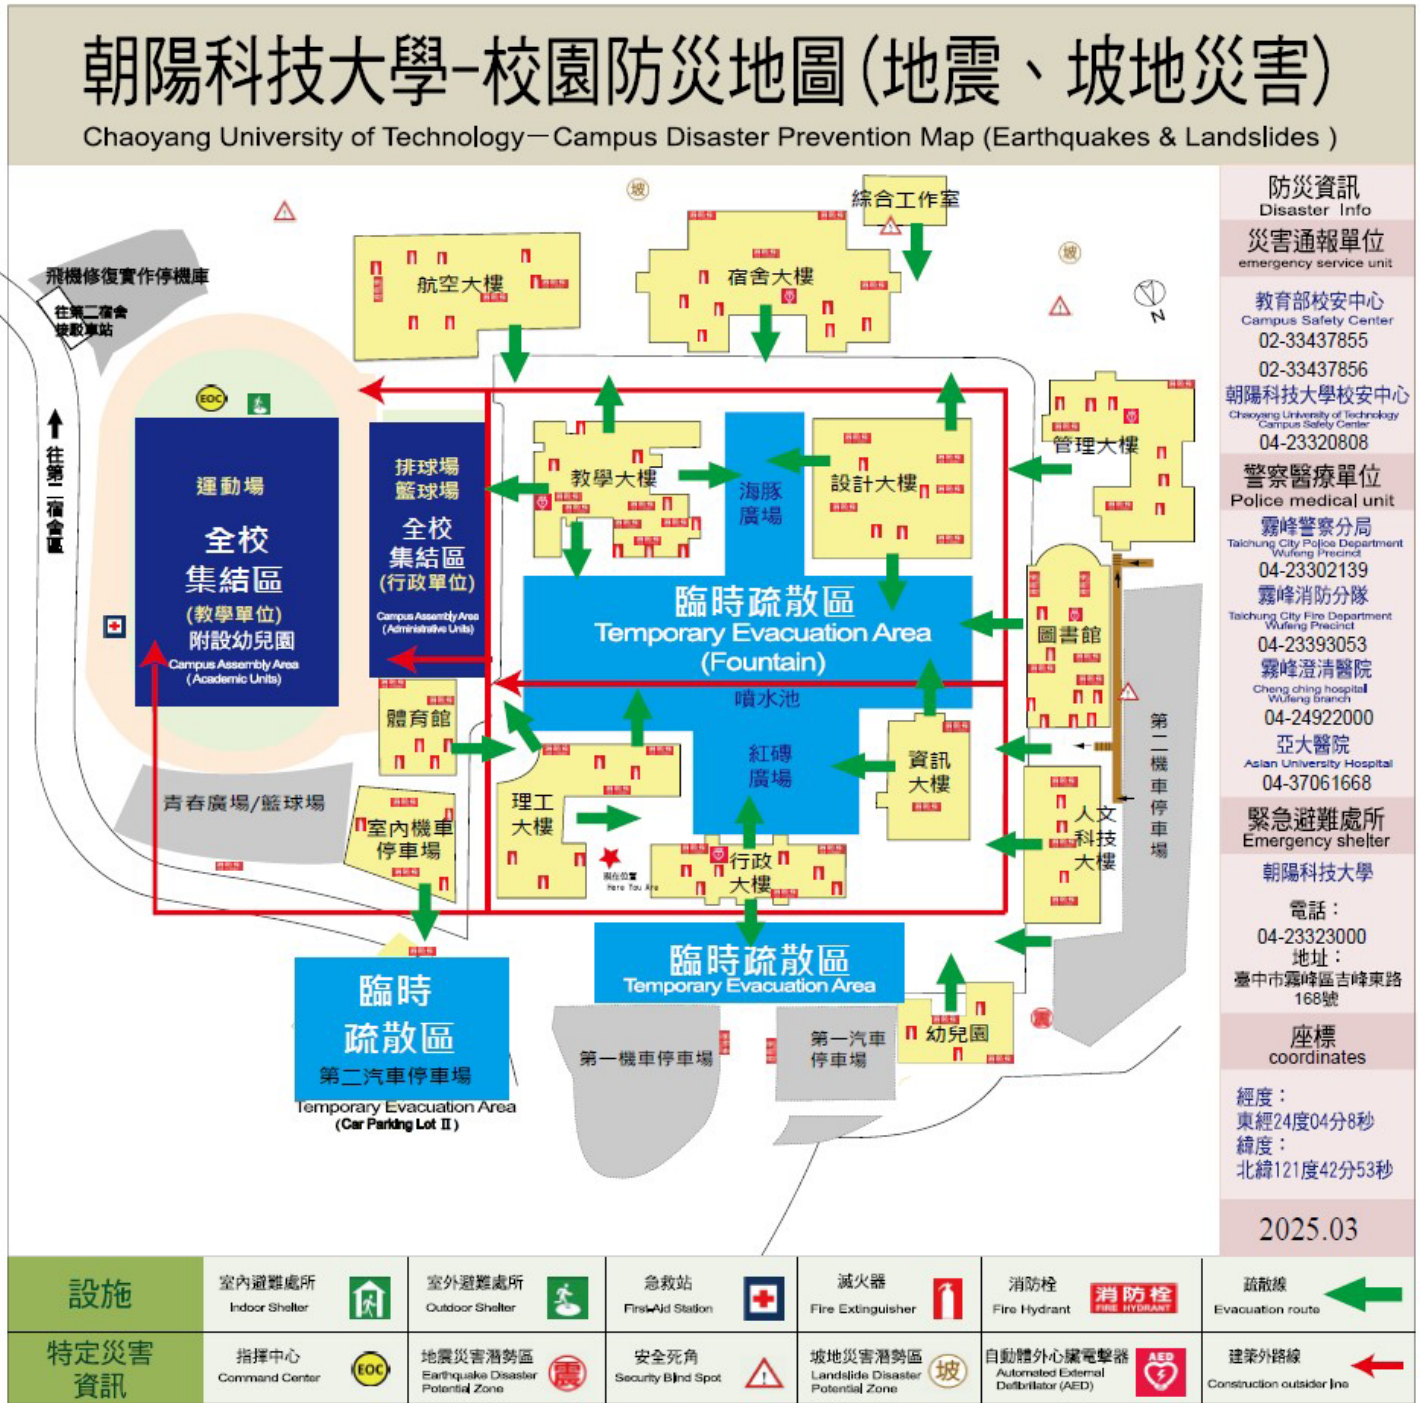 朝陽科技大學-校園防災地圖(地震、坡地災害)
Chaoyang University of Technology－Campus Disaster Prevention Map (Earthquakes & Landslides )
綜合工作室
坡
航空大樓
宿舍大樓
坡
飛機修復實作停機庫
往第二宿舍
接駁車站
N
EOC
往第二宿舍區
運動場
全校
集結區
(教學單位)
附設幼兒園
Campus Assembly Area
(Academic Units)
排球場
籃球場
全校
集結區
(行政單位)
Campus Assembly Area
(Administrative Units)
教學大樓
海豚
廣場
設計大樓
管理大樓
臨時疏散區
Temporary Evacuation Area
(Fountain)
噴水池
圖書館
體育館
紅磚
廣場
資訊
大樓
第二機車停車場
青春廣場/籃球場
室內機車
停車場
理工
大樓
現在位置
Here You Are
行政
大樓
人文
科技
大樓
臨時
疏散區
第二汽車停車場
Temporary Evacuation Area
(Car Parking Lot Ⅱ)
臨時疏散區
Temporary Evacuation Area
第一機車停車場
第一汽車
停車場
幼兒園
震
防災資訊
Disaster Info
災害通報單位
emergency service unit
教育部校安中心
Campus Safety Center
02-33437855
02-33437856
朝陽科技大學校安中心
Chaoyang University of Technology
Campus Safety Center
04-23320808
警察醫療單位
Police medical unit
霧峰警察分局
Taichung City Police Department
Wufeng Precinct
04-23302139
霧峰消防分隊
Taichung City Fire Department
Wufeng Precinct
04-23393053
霧峰澄清醫院
Cheng ching hospital
Wufeng branch
04-24922000
亞大醫院
Asian University Hospital
04-37061668
緊急避難處所
Emergency shelter
朝陽科技大學
電話：
04-23323000
地址：
臺中市霧峰區吉峰東路
168號
座標
coordinates
經度：
東經24度04分8秒
緯度：
北緯121度42分53秒
2025.03
設施
室內避難處所
Indoor Shelter
室外避難處所
Outdoor Shelter
急救站
First-Aid Station
滅火器
Fire Extinguisher
消防栓
Fire Hydrant
消防栓
FIRE HYDRANT
疏散線
Evacuation route
特定災害
資訊
指揮中心
Command Center
EOC
地震災害潛勢區
Earthquake Disaster
Potential Zone
震
安全死角
Security Blind Spot
坡地災害潛勢區
Landslide Disaster
Potential Zone
坡
自動體外心臟電擊器
Automated External
Defibrillator (AED)
AED
建築外路線
Construction outsider line